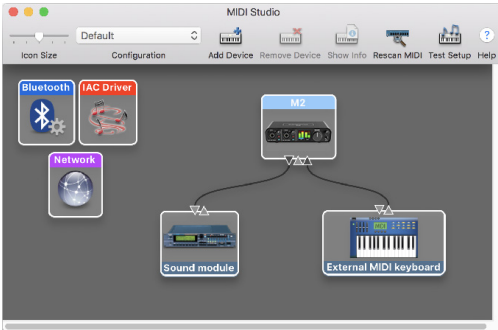 MIDI Studio
Default
?
Icon Size
Configuration
Add Device
Remove Device
Show Info
Rescan MIDI
Test Setup
Help
Bluetooth
IAC Driver
M2
Network
Sound module
External MIDI keyboard